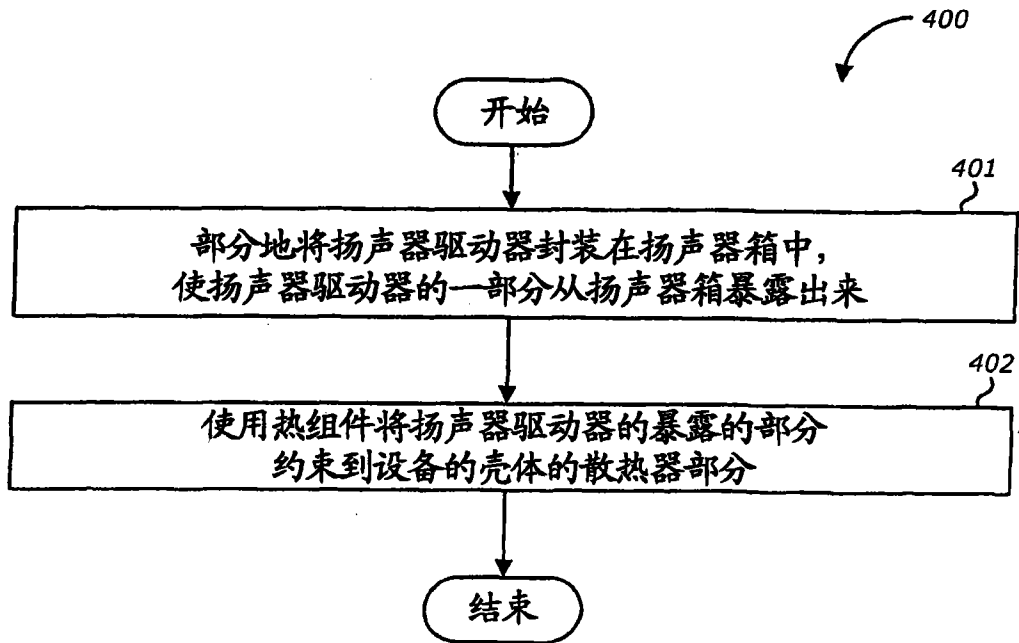 400
开始
401
部分地将扬声器驱动器封装在扬声器箱中，
使扬声器驱动器的一部分从扬声器箱暴露出来
402
使用热组件将扬声器驱动器的暴露的部分
约束到设备的壳体的散热器部分
结束